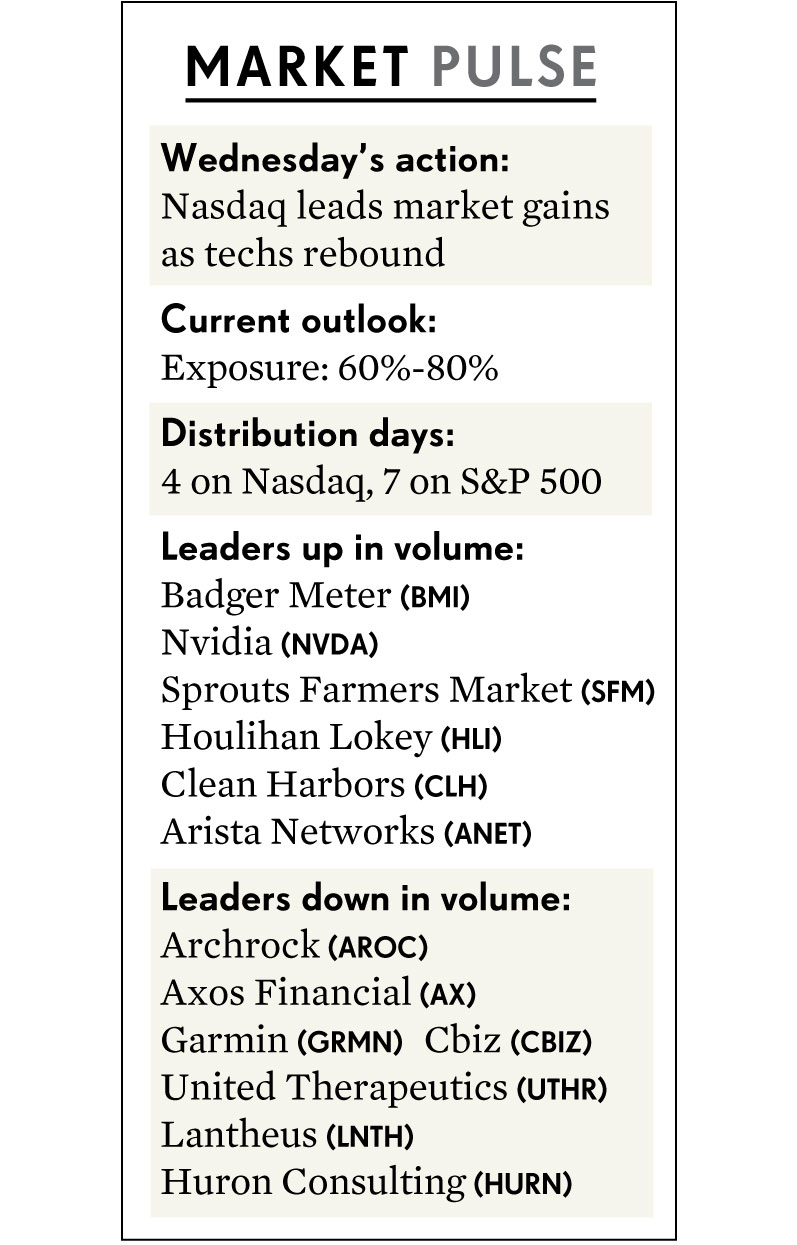 MARKET PULSE
Wednesday’s action:
Nasdaq leads market gains
as techs rebound
Current outlook:
Exposure: 60%-80%
Distribution days:
4 on Nasdaq, 7 on S&P 500
Leaders up in volume:
Badger Meter (BMI)
Nvidia (NVDA)
Sprouts Farmers Market (SFM)
Houlihan Lokey (HLI)
Clean Harbors (CLH)
Arista Networks (ANET)
Leaders down in volume:
Archrock (AROC)
Axos Financial (AX)
Garmin (GRMN) Cbiz (CBIZ)
United Therapeutics (UTHR)
Lantheus (LNTH)
Huron Consulting (HURN)